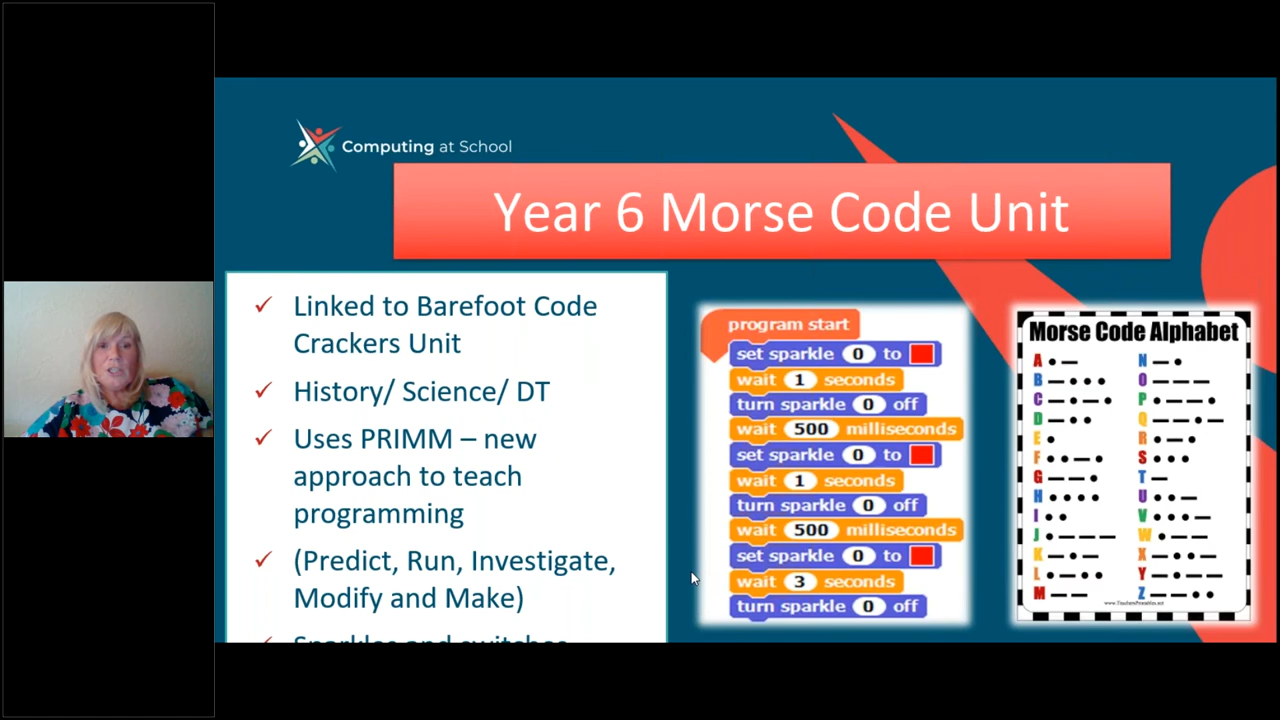 Computing at School
Year 6 Morse Code Unit
✓ Linked to Barefoot Code
Crackers Unit
✓ History/ Science/ DT
✓ Uses PRIMM – new
approach to teach
programming
✓ (Predict, Run, Investigate,
Modify and Make)
Sparkles and switches
program start
set sparkle 0 to
wait 1 seconds
turn sparkle 0 off
wait 500 milliseconds
set sparkle 0 to
wait 1 seconds
turn sparkle 0 off
wait 500 milliseconds
set sparkle 0 to
wait 3 seconds
turn sparkle 0 off
Morse Code Alphabet
A • —
B — • • •
C — • — •
D — • •
E •
F • • — •
G — — •
H • • • •
I • •
J • — — —
K — • —
L • — • •
M — —
N — •
O — — —
P • — — •
Q — — • —
R • — •
S • • •
T —
U • • —
V • • • —
W • — —
X — • • —
Y — • — —
Z — — • •